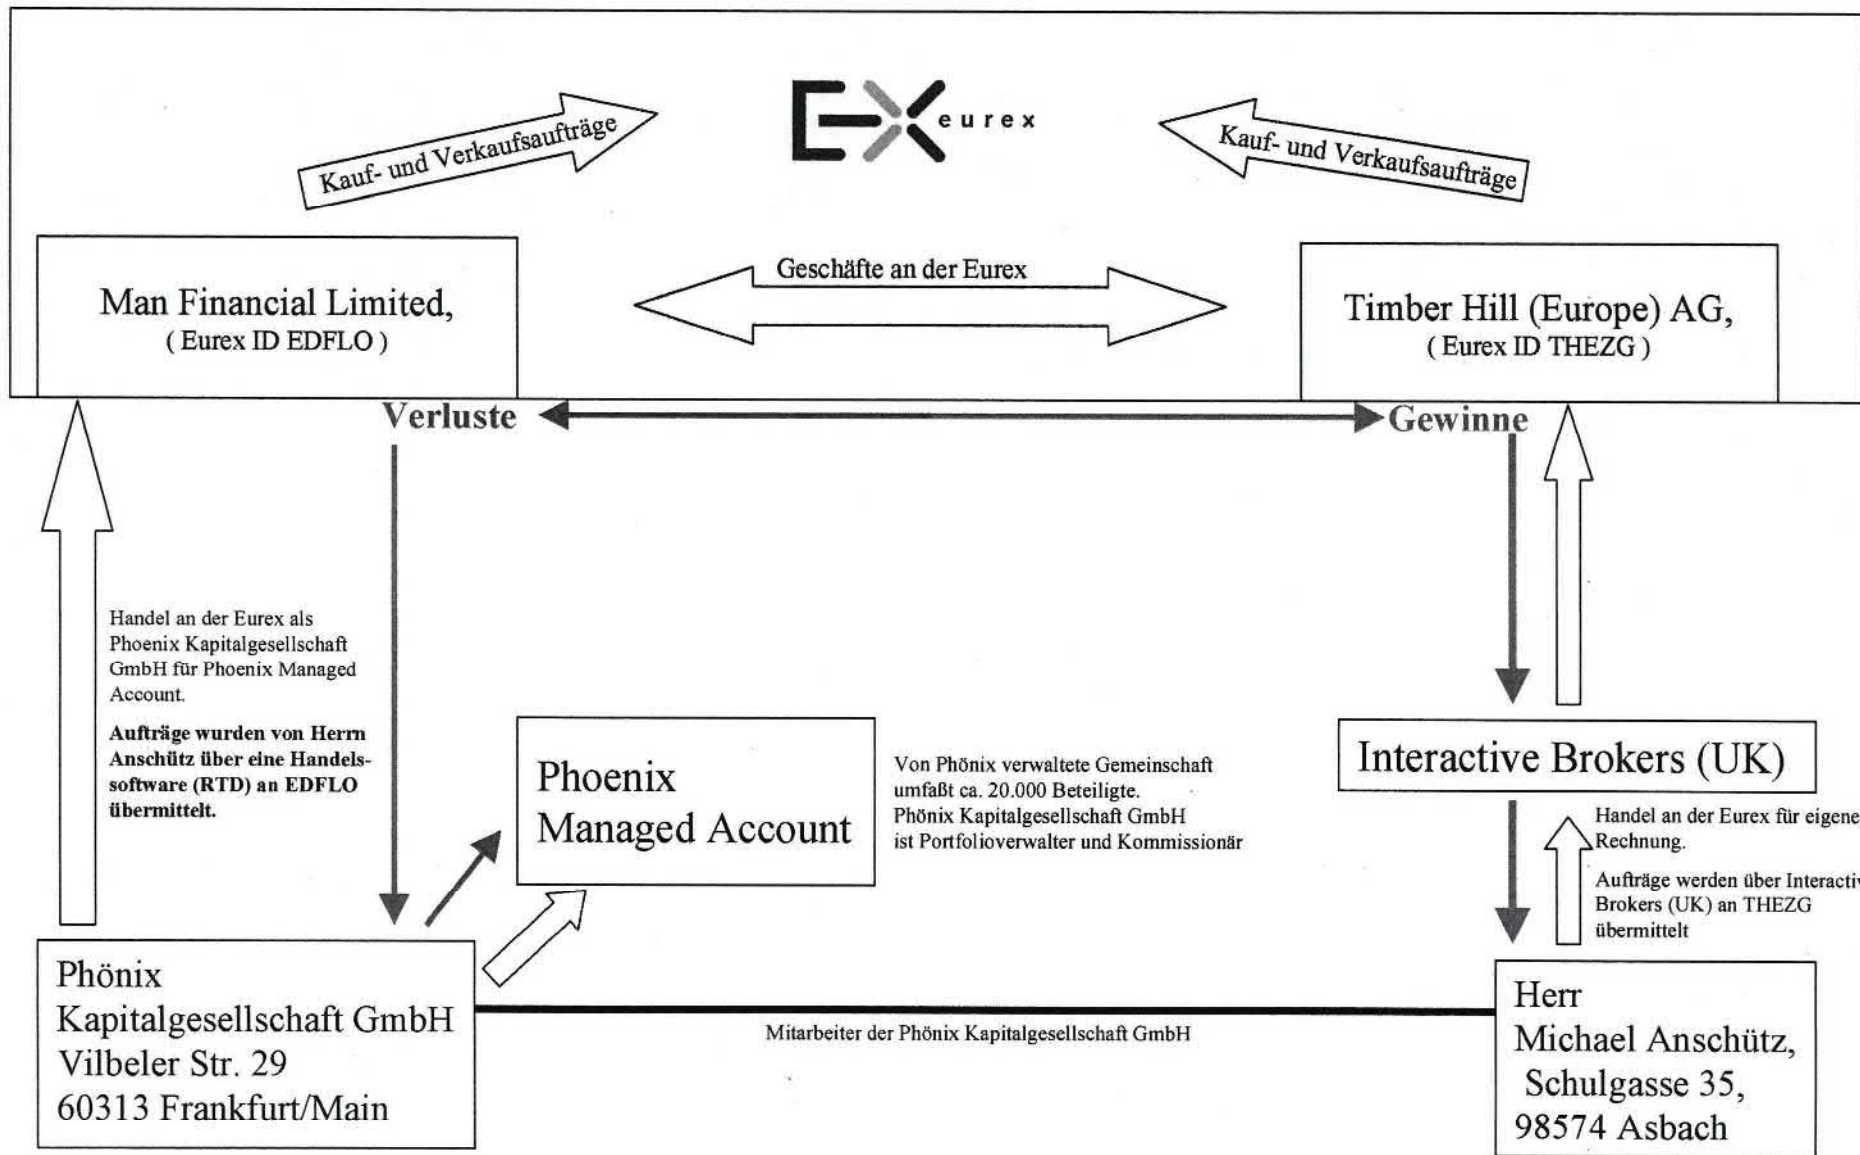 eurex
Kauf- und Verkaufsaufträge
Kauf- und Verkaufsaufträge
Man Financial Limited,
( Eurex ID EDFLO )
Geschäfte an der Eurex
Timber Hill (Europe) AG,
( Eurex ID THEZG )
Verluste
Gewinne
Handel an der Eurex als
Phoenix Kapitalgesellschaft
GmbH für Phoenix Managed
Account.
Aufträge wurden von Herrn
Anschütz über eine Handels-
software (RTD) an EDFLO
übermittelt.
Phoenix
Managed Account
Von Phönix verwaltete Gemeinschaft
umfaßt ca. 20.000 Beteiligte.
Phönix Kapitalgesellschaft GmbH
ist Portfolioverwalter und Kommissionär
Interactive Brokers (UK)
Handel an der Eurex für eigene
Rechnung.
Aufträge werden über Interactiv
Brokers (UK) an THEZG
übermittelt
Phönix
Kapitalgesellschaft GmbH
Vilbeler Str. 29
60313 Frankfurt/Main
Mitarbeiter der Phönix Kapitalgesellschaft GmbH
Herr
Michael Anschütz,
Schulgasse 35,
98574 Asbach